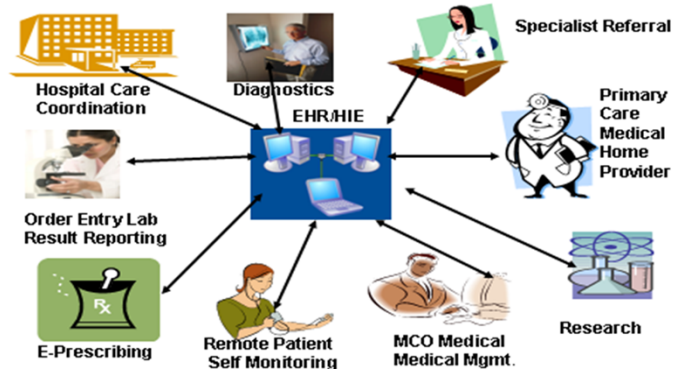 Specialist Referral
Hospital Care
Coordination
Diagnostics
EHR/HIE
Primary
Care
Medical
Home
Provider
Order Entry Lab
Result Reporting
Rx
E-Prescribing
Remote Patient
Self Monitoring
MCO Medical
Medical Mgmt.
Research